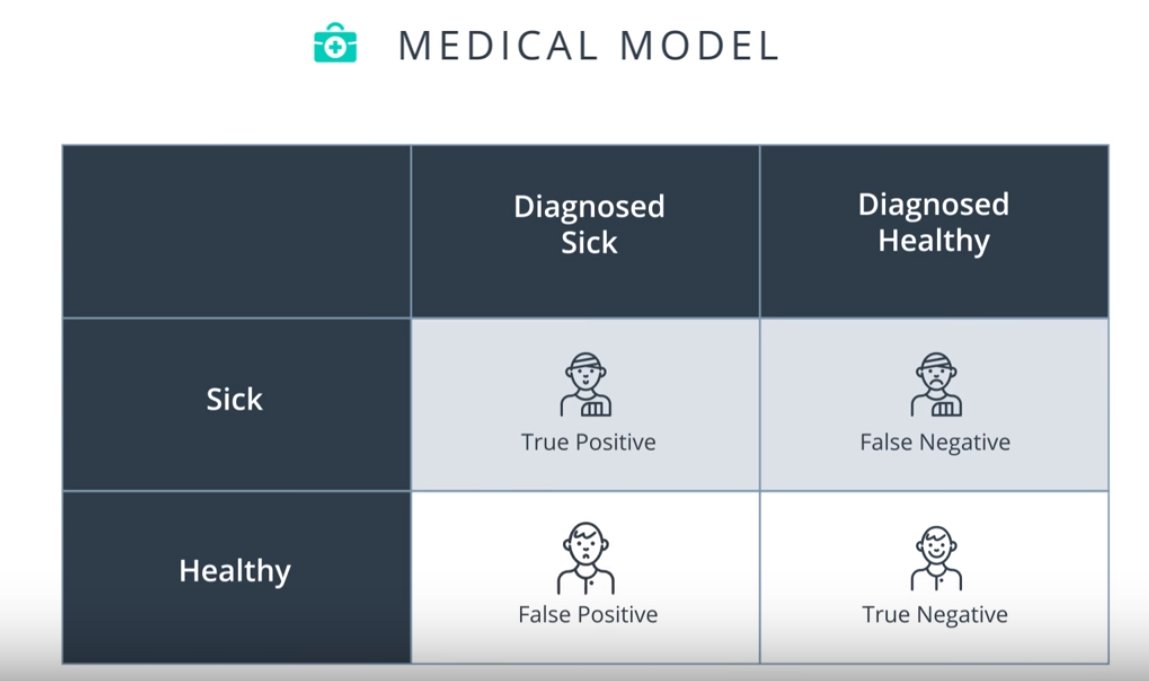 MEDICAL MODEL
Diagnosed
Sick
Diagnosed
Healthy
Sick
True Positive
False Negative
Healthy
False Positive
True Negative